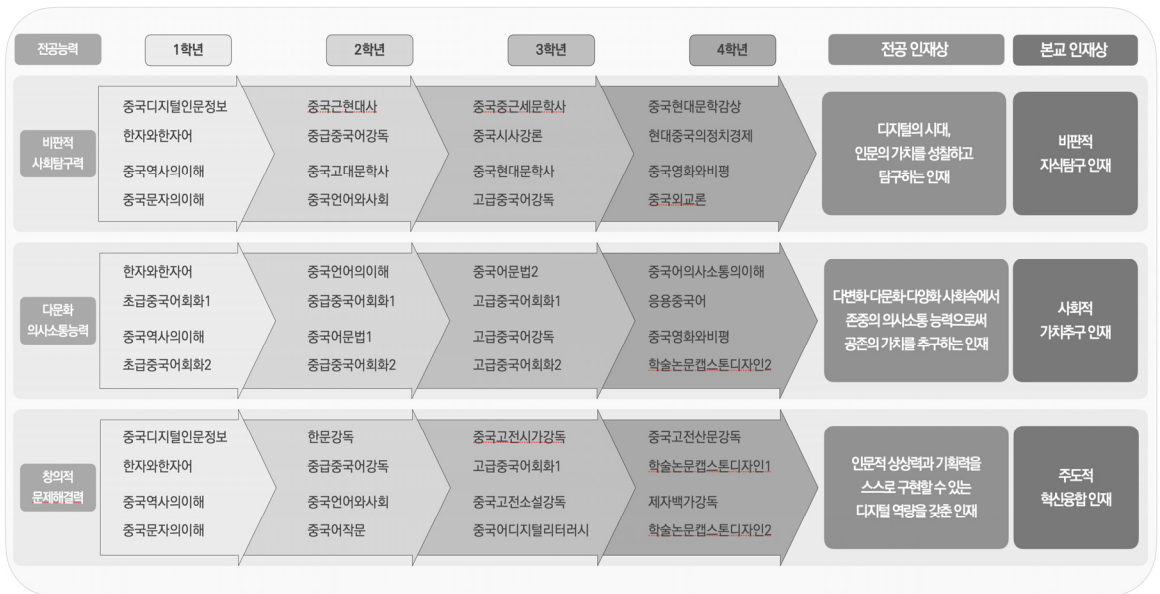 전공능력
1학년
2학년
3학년
4학년
전공 인재상
본교 인재상
비판적
사회탐구력
중국디지털인문정보
한자와한자어
중국역사의이해
중국문자의이해
중국근현대사
중급중국어강독
중국고대문학사
중국언어와사회
중국중근세문학사
중국시사강론
중국현대문학사
고급중국어강독
중국현대문학감상
현대중국의정치경제
중국영화와비평
중국외교론
디지털의 시대,
인문의 가치를 성찰하고
탐구하는 인재
비판적
지식탐구 인재
다문화
의사소통능력
한자와한자어
초급중국어회화1
중국역사의이해
초급중국어회화2
중국언어의이해
중급중국어회화1
중국어문법1
중급중국어회화2
중국어문법2
고급중국어회화1
고급중국어강독
고급중국어회화2
중국어의사소통의이해
응용중국어
중국영화와비평
학술논문캡스톤디자인2
다변화·다문화·다양화 사회속에서
존중의 의사소통 능력으로써
공존의 가치를 추구하는 인재
사회적
가치추구 인재
창의적
문제해결력
중국디지털인문정보
한자와한자어
중국역사의이해
중국문자의이해
한문강독
중급중국어강독
중국언어와사회
중국어작문
중국고전시가강독
고급중국어회화1
중국고전소설강독
중국어디지털리터러시
중국고전산문강독
학술논문캡스톤디자인1
제자백가강독
학술논문캡스톤디자인2
인문적 상상력과 기획력을
스스로 구현할 수 있는
디지털 역량을 갖춘 인재
주도적
혁신융합 인재